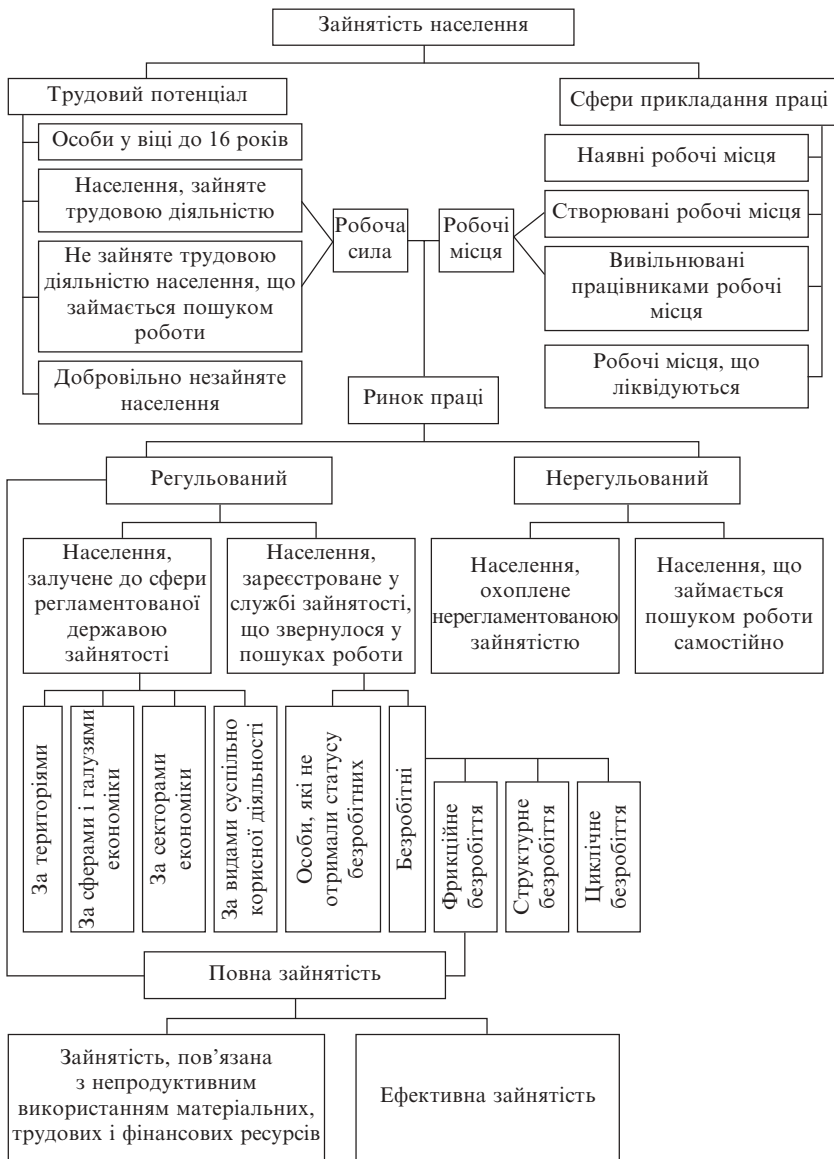 Зайнятість населення
Трудовий потенціал
Сфери прикладання праці
Особи у віці до 16 років
Населення, зайняте
трудовою діяльністю
Не зайняте трудовою
діяльністю населення, що
займається пошуком
роботи
Добровільно незайняте
населення
Робоча
сила
Робочі
місця
Наявні робочі місця
Створювані робочі місця
Вивільнювані
працівниками робочі
місця
Робочі місця, що
ліквідуються
Ринок праці
Регульований
Нерегульований
Населення,
залучене до сфери
регламентованої
державою
зайнятості
Населення,
зареєстроване у
службі зайнятості,
що звернулося у
пошуках роботи
Населення,
охоплене
нерегламентованою
зайнятістю
Населення, що
займається
пошуком роботи
самостійно
За територіями
За сферами і галузями
економіки
За секторами
економіки
За видами суспільно
корисної діяльності
Особи, які не
отримали статусу
безробітних
Безробітні
Фрикційне
безробіття
Структурне
безробіття
Циклічне
безробіття
Повна зайнятість
Зайнятість, пов’язана
з непродуктивним
використанням матеріальних,
трудових і фінансових ресурсів
Ефективна зайнятість